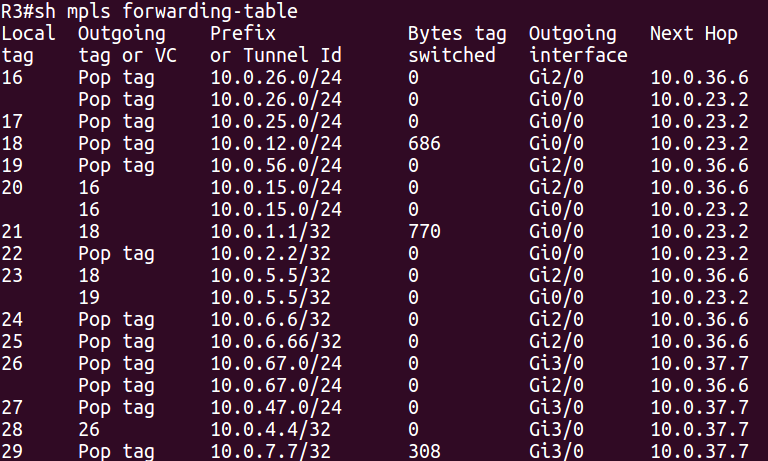 R3#sh mpls forwarding-table
Local  Outgoing    Prefix            Bytes tag  Outgoing   Next Hop
tag    tag or VC   or Tunnel Id      switched   interface
16     Pop tag     10.0.26.0/24      0          Gi2/0      10.0.36.6
       Pop tag     10.0.26.0/24      0          Gi0/0      10.0.23.2
17     Pop tag     10.0.25.0/24      0          Gi0/0      10.0.23.2
18     Pop tag     10.0.12.0/24      686        Gi0/0      10.0.23.2
19     Pop tag     10.0.56.0/24      0          Gi2/0      10.0.36.6
20     16          10.0.15.0/24      0          Gi2/0      10.0.36.6
       16          10.0.15.0/24      0          Gi0/0      10.0.23.2
21     18          10.0.1.1/32       770        Gi0/0      10.0.23.2
22     Pop tag     10.0.2.2/32       0          Gi0/0      10.0.23.2
23     18          10.0.5.5/32       0          Gi2/0      10.0.36.6
       19          10.0.5.5/32       0          Gi0/0      10.0.23.2
24     Pop tag     10.0.6.6/32       0          Gi2/0      10.0.36.6
25     Pop tag     10.0.6.66/32      0          Gi2/0      10.0.36.6
26     Pop tag     10.0.67.0/24      0          Gi3/0      10.0.37.7
       Pop tag     10.0.67.0/24      0          Gi2/0      10.0.36.6
27     Pop tag     10.0.47.0/24      0          Gi3/0      10.0.37.7
28     26          10.0.4.4/32       0          Gi3/0      10.0.37.7
29     Pop tag     10.0.7.7/32       308        Gi3/0      10.0.37.7